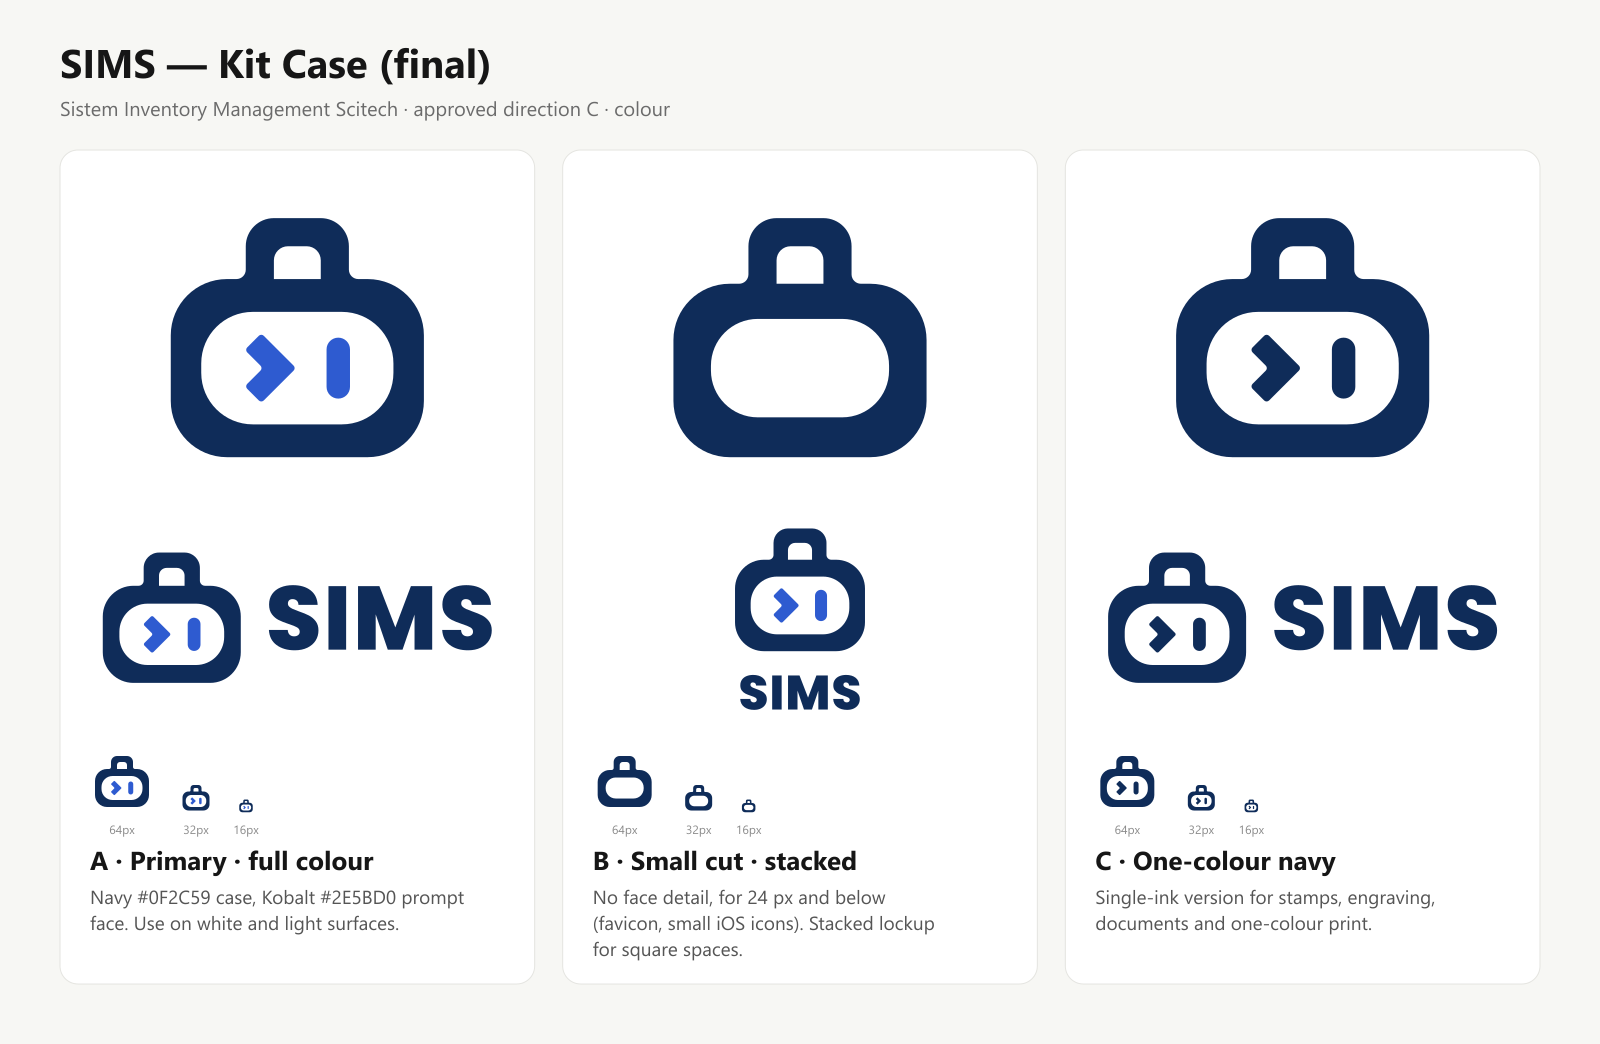 SIMS — Kit Case (final)
Sistem Inventory Management Scitech · approved direction C · colour
SIMS
64px 32px 16px
A · Primary · full colour
Navy #0F2C59 case, Kobalt #2E5BD0 prompt
face. Use on white and light surfaces.
SIMS
64px 32px 16px
B · Small cut · stacked
No face detail, for 24 px and below
(favicon, small iOS icons). Stacked lockup
for square spaces.
SIMS
64px 32px 16px
C · One-colour navy
Single-ink version for stamps, engraving,
documents and one-colour print.